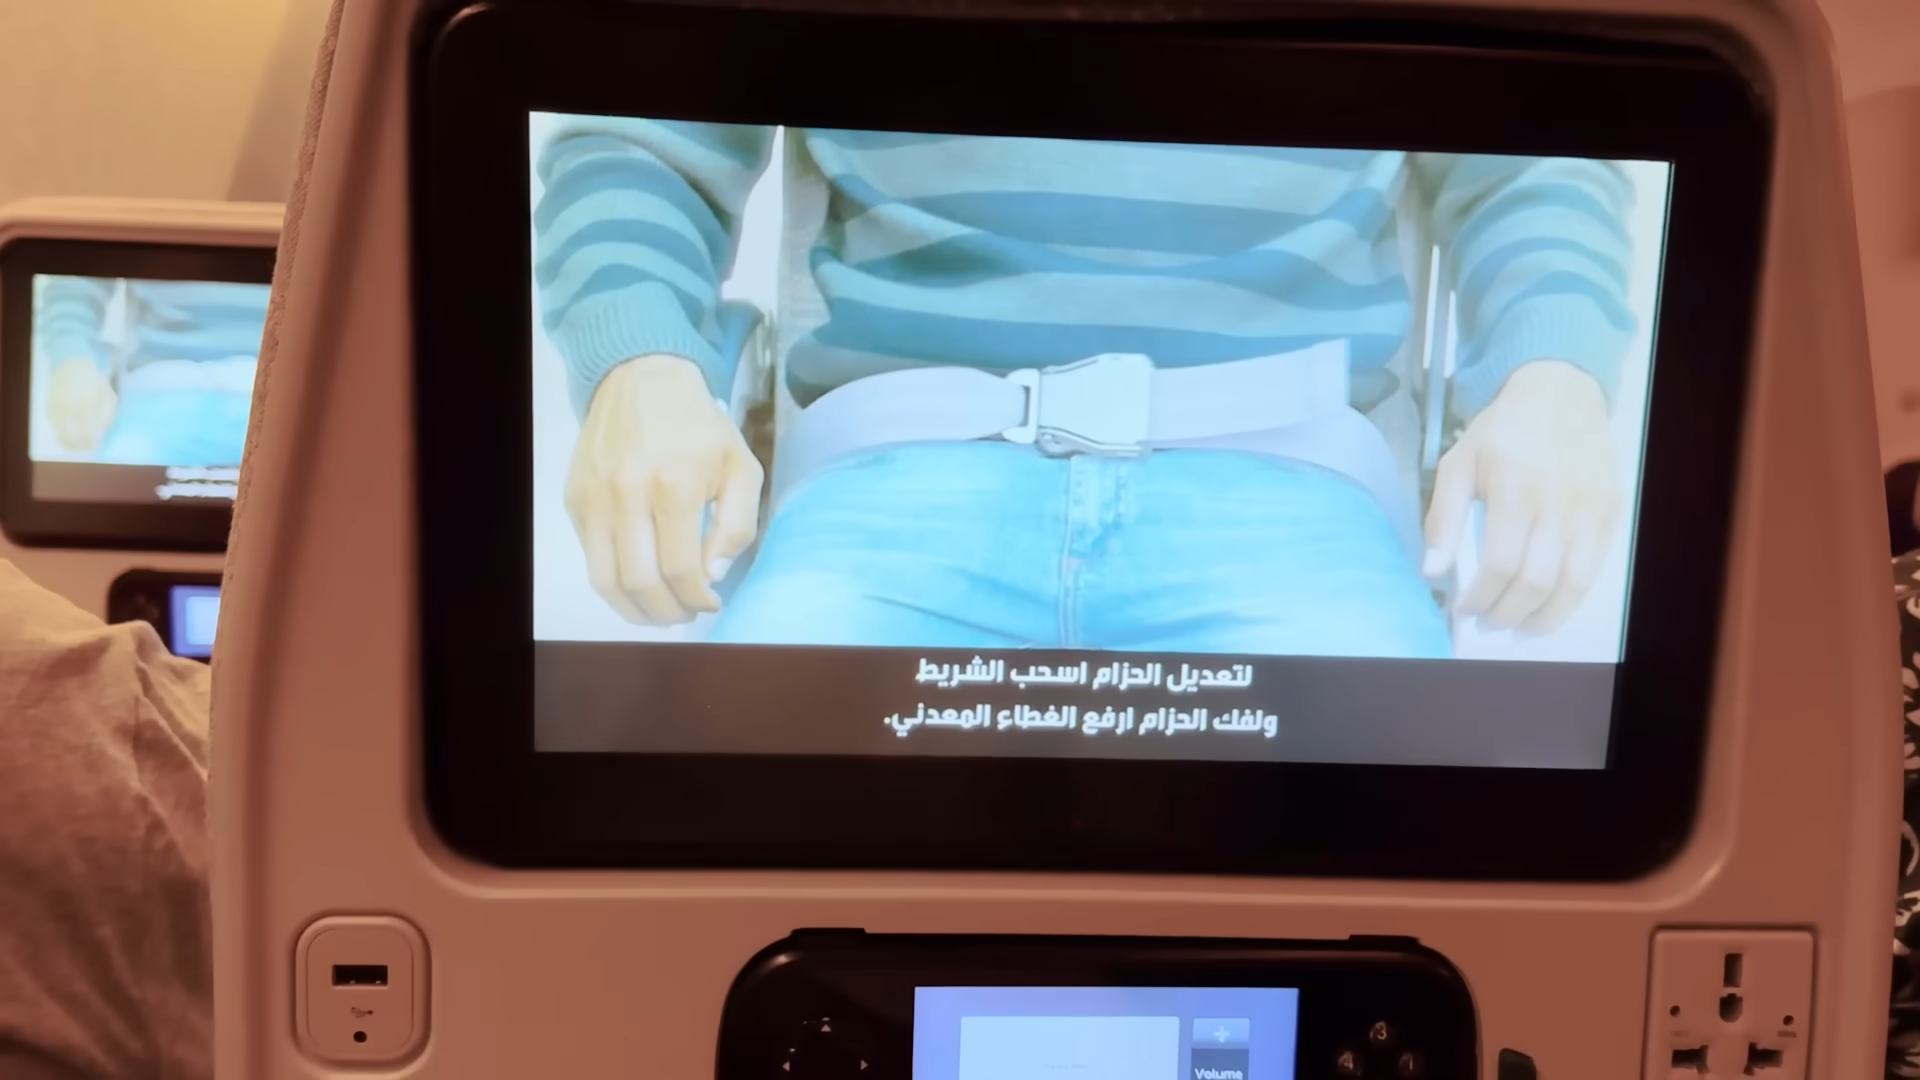 لتعديل الحزام اسحب الشريط
ولفك الحزام ارفع الغطاء المعدني.
Volume